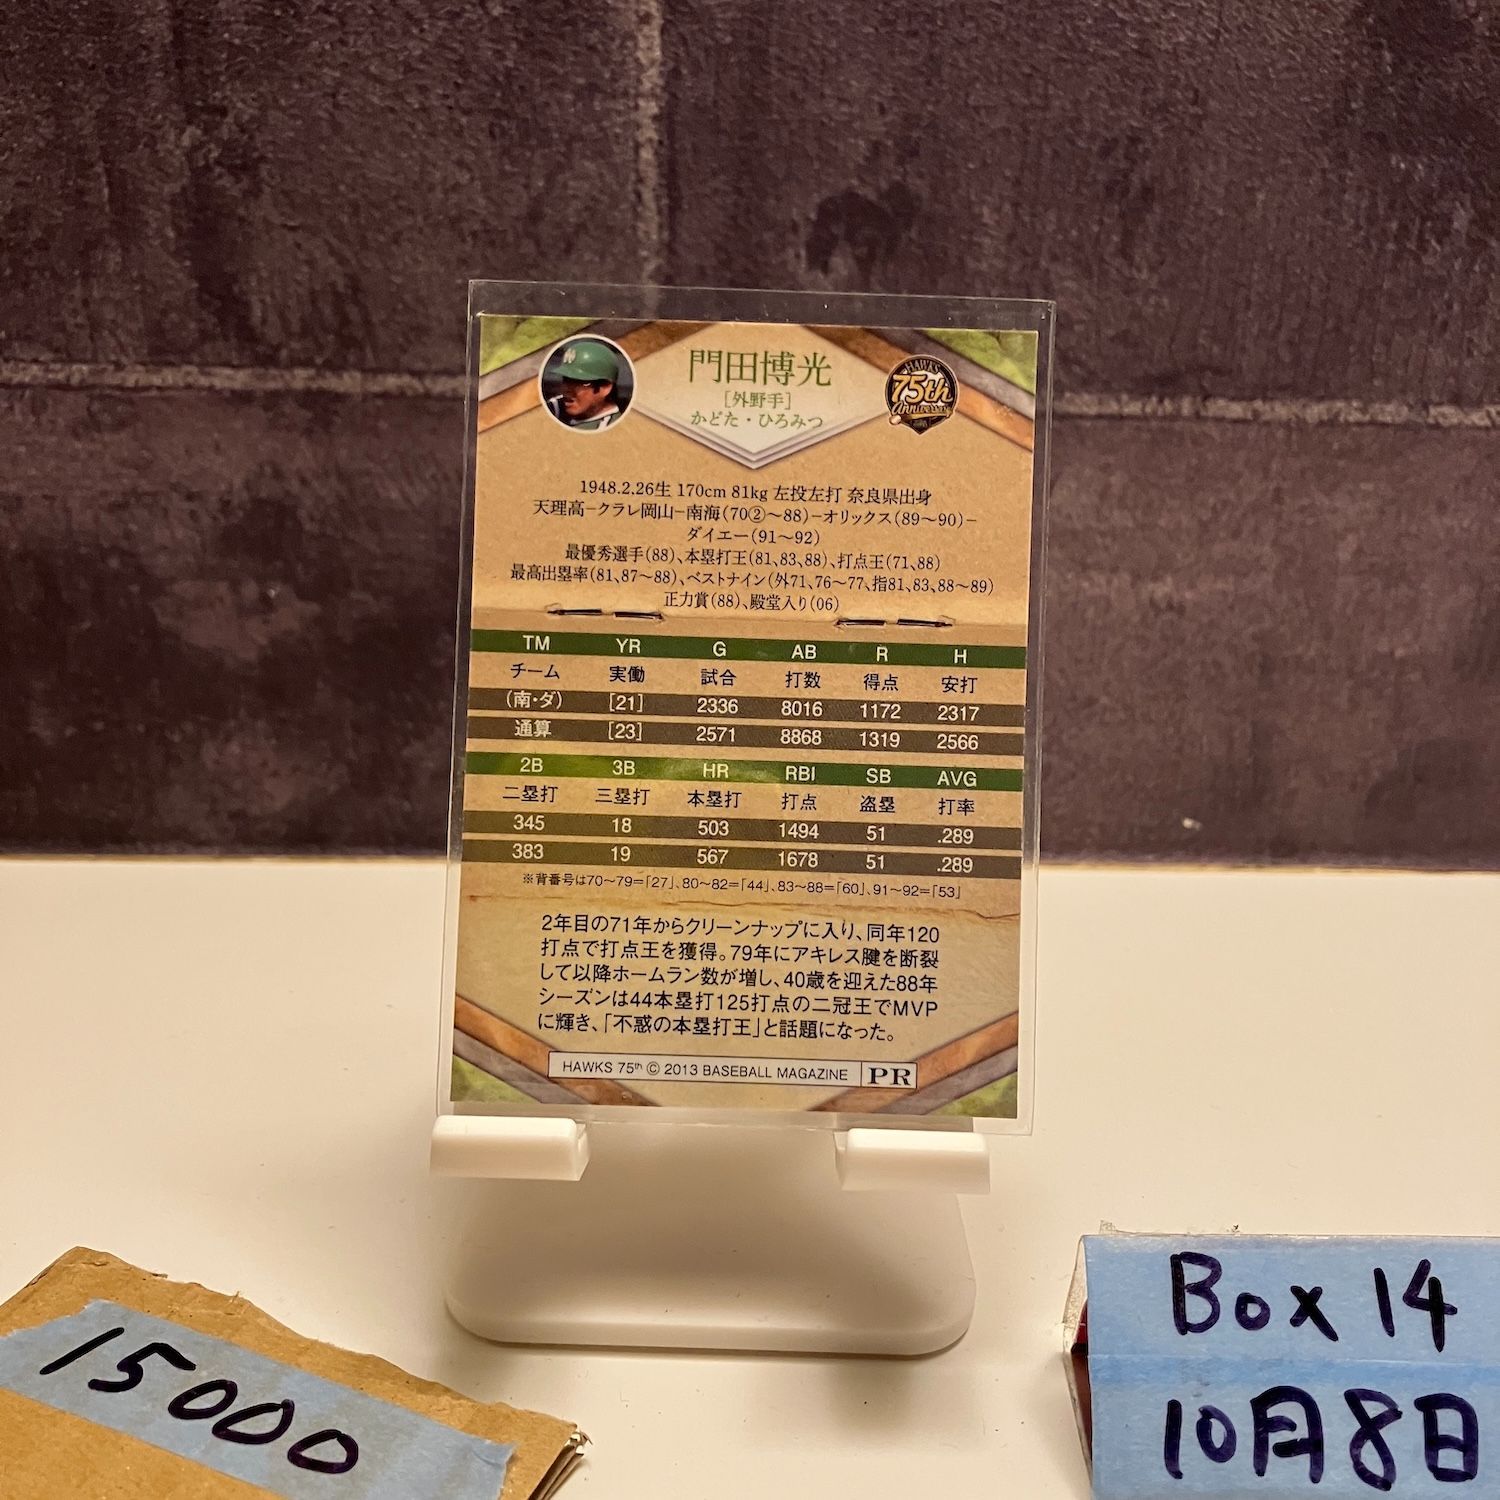 門田博光
[外野手]
かどた・ひろみつ
HAWKS
75th
Anniversary
1948.2.26生 170cm 81kg 左投左打 奈良県出身
天理高−クラレ岡山−南海(70②〜88)−オリックス(89〜90)−
ダイエー(91〜92)
最優秀選手(88)、本塁打王(81、83、88)、打点王(71、88)
最高出塁率(81、87〜88)、ベストナイン(外71、76〜77、指81、83、88〜89)
正力賞(88)、殿堂入り(06)
TM YR G AB R H
チーム 実働 試合 打数 得点 安打
(南・ダ) [21] 2336 8016 1172 2317
通算 [23] 2571 8868 1319 2566
2B 3B HR RBI SB AVG
二塁打 三塁打 本塁打 打点 盗塁 打率
345 18 503 1494 51 .289
383 19 567 1678 51 .289
※背番号は70〜79=「27」、80〜82=「44」、83〜88=「60」、91〜92=「53」
2年目の71年からクリーンナップに入り、同年120
打点で打点王を獲得。79年にアキレス腱を断裂
して以降ホームラン数が増し、40歳を迎えた88年
シーズンは44本塁打125打点の二冠王でMVP
に輝き、「不惑の本塁打王」と話題になった。
HAWKS 75th © 2013 BASEBALL MAGAZINE PR
15000
Box 14
10月8日